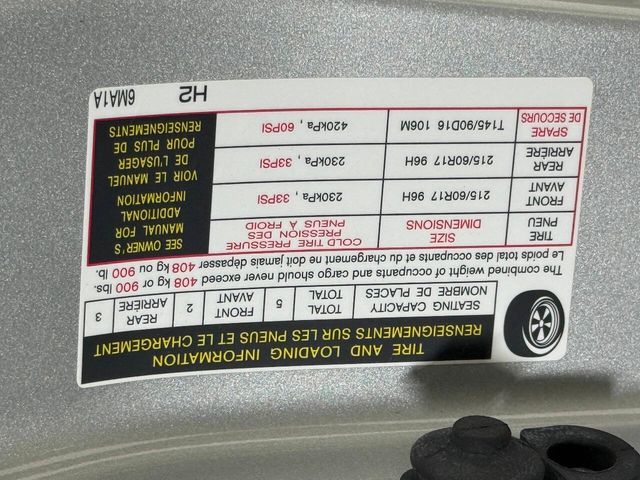 TIRE AND LOADING INFORMATION
RENSEIGNEMENTS SUR LES PNEUS ET LE CHARGEMENT
SEATING CAPACITY TOTAL 5 FRONT 2 REAR 3
NOMBRE DE PLACES TOTAL AVANT ARRIÈRE
The combined weight of occupants and cargo should never exceed 408 kg or 900 lbs.
Le poids total des occupants et du chargement ne doit jamais dépasser 408 kg ou 900 lb.
TIRE SIZE COLD TIRE PRESSURE
PNEU DIMENSIONS PRESSION DES PNEUS À FROID
FRONT 215/60R17 96H 230kPa , 33PSI
AVANT
REAR 215/60R17 96H 230kPa , 33PSI
ARRIÈRE
SPARE T145/90D16 106M 420kPa , 60PSI
DE SECOURS
SEE OWNER'S
MANUAL FOR
ADDITIONAL
INFORMATION
VOIR LE MANUEL
DE L'USAGER
POUR PLUS DE
RENSEIGNEMENTS
H2 6MA1A